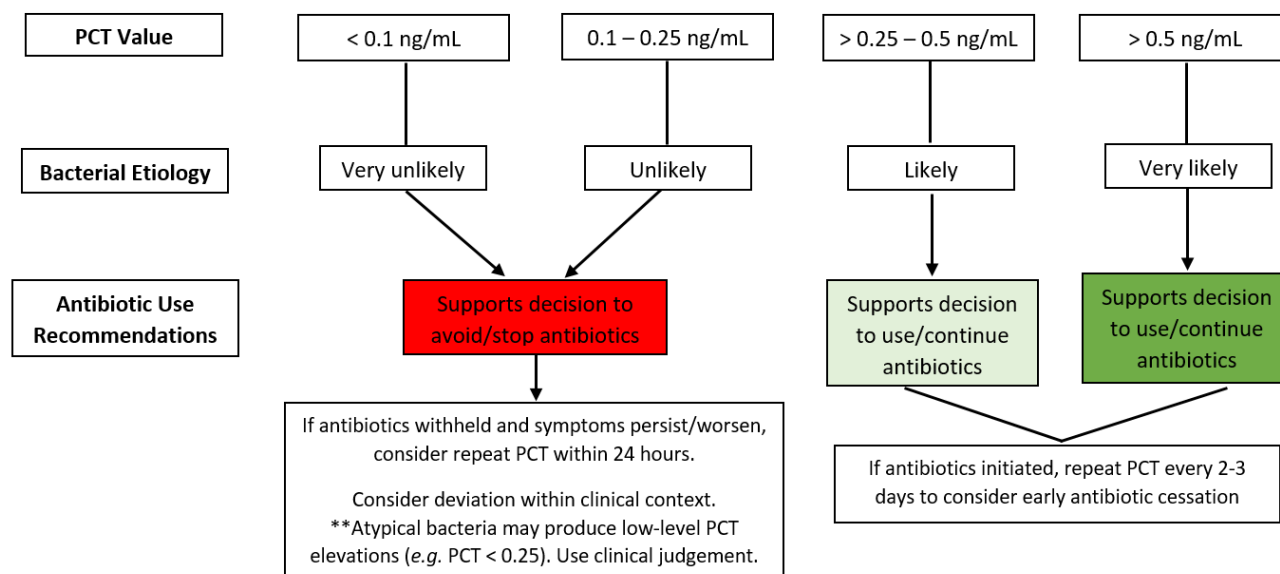 PCT Value
< 0.1 ng/mL
0.1 – 0.25 ng/mL
> 0.25 – 0.5 ng/mL
> 0.5 ng/mL
Bacterial Etiology
Very unlikely
Unlikely
Likely
Very likely
Antibiotic Use
Recommendations
Supports decision to
avoid/stop antibiotics
Supports decision
to use/continue
antibiotics
Supports decision
to use/continue
antibiotics
If antibiotics withheld and symptoms persist/worsen,
consider repeat PCT within 24 hours.
Consider deviation within clinical context.
**Atypical bacteria may produce low-level PCT
elevations (e.g. PCT < 0.25). Use clinical judgement.
If antibiotics initiated, repeat PCT every 2-3
days to consider early antibiotic cessation